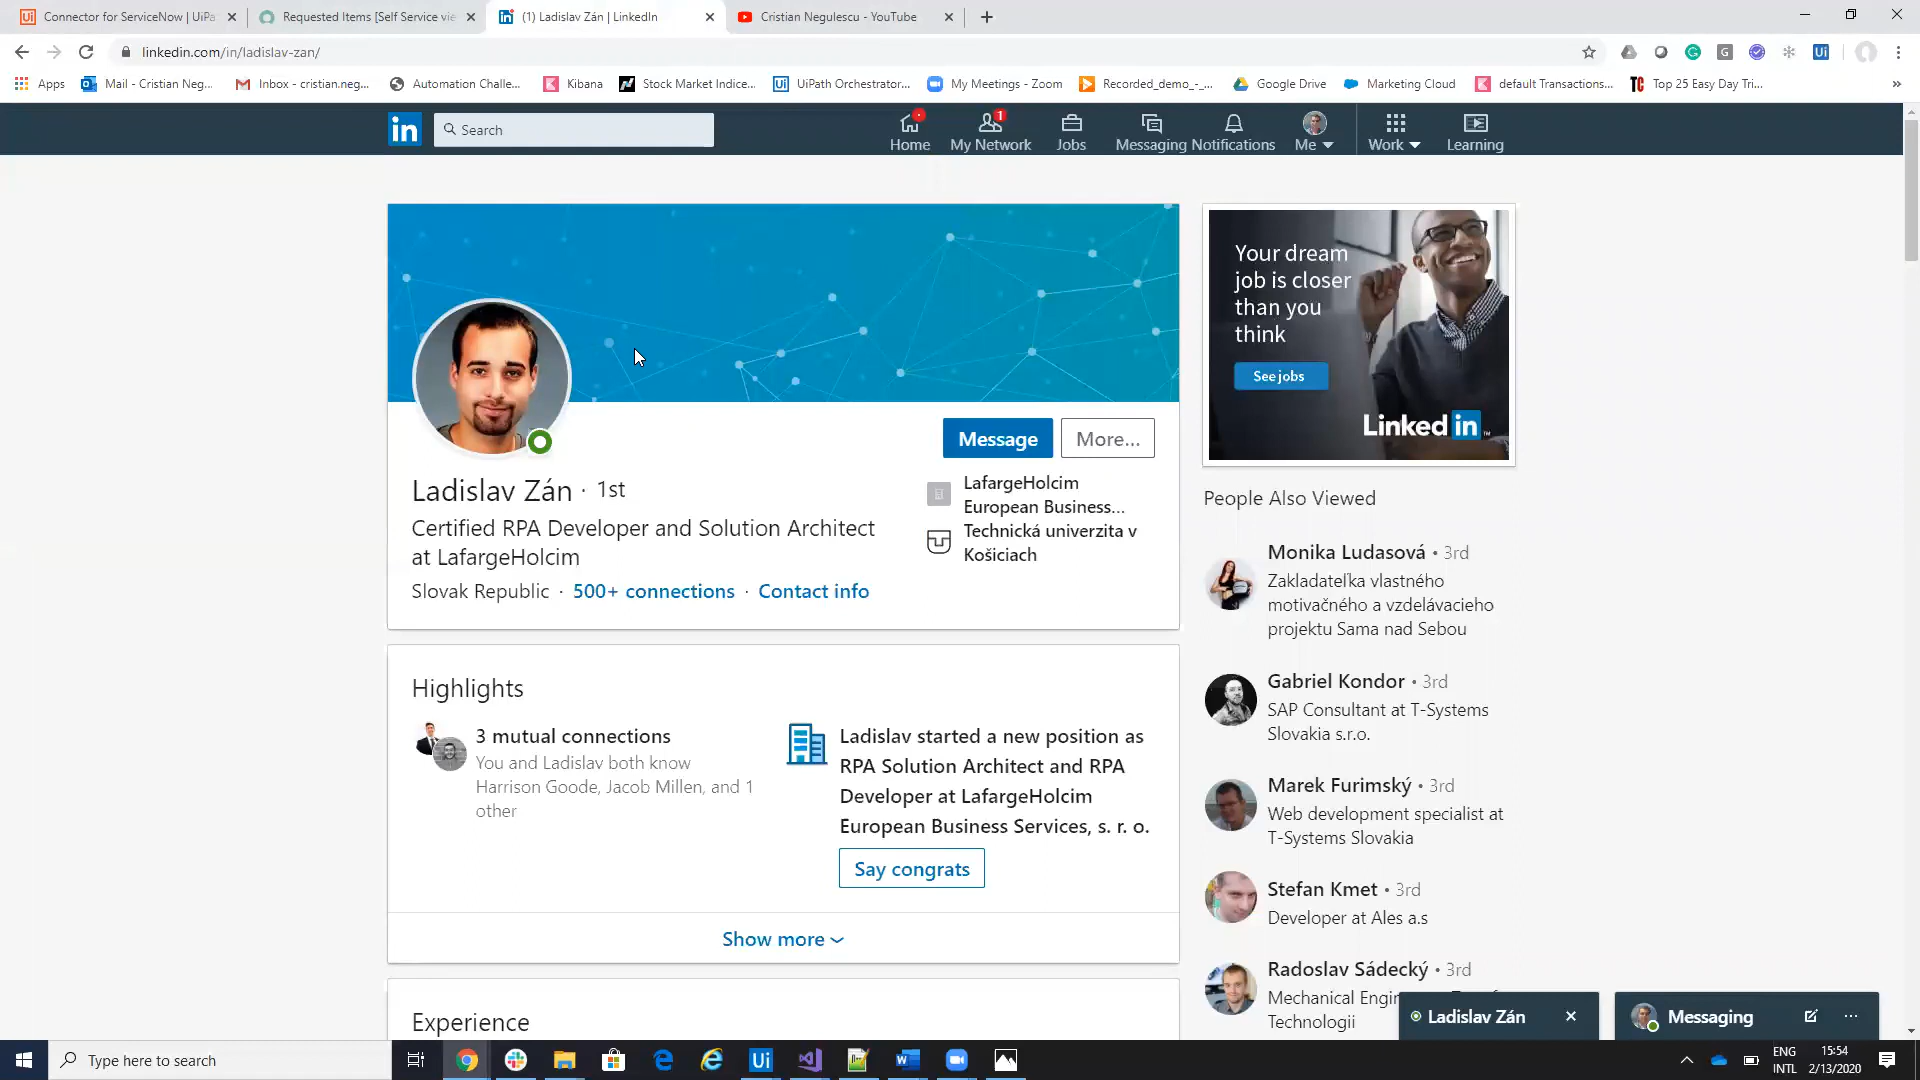 Connector for ServiceNow | UiPa
Requested Items [Self Service vie
(1) Ladislav Zán | LinkedIn
Cristian Negulescu - YouTube
linkedin.com/in/ladislav-zan/
Apps
Mail - Cristian Neg...
Inbox - cristian.neg...
Automation Challe...
Kibana
Stock Market Indice...
UiPath Orchestrator...
My Meetings - Zoom
Recorded_demo_-_...
Google Drive
Marketing Cloud
default Transactions...
Top 25 Easy Day Tri...
Search
Home
My Network
Jobs
Messaging
Notifications
Me
Work
Learning
Your dream
job is closer
than you
think
See jobs
Linked in
Message
More...
Ladislav Zán · 1st
Certified RPA Developer and Solution Architect
at LafargeHolcim
Slovak Republic · 500+ connections · Contact info
LafargeHolcim
European Business...
Technická univerzita v
Košiciach
People Also Viewed
Monika Ludasová • 3rd
Zakladateľka vlastného
motivačného a vzdelávacieho
projektu Sama nad Sebou
Gabriel Kondor • 3rd
SAP Consultant at T-Systems
Slovakia s.r.o.
Marek Furimský • 3rd
Web development specialist at
T-Systems Slovakia
Stefan Kmet • 3rd
Developer at Ales a.s
Radoslav Sádecký • 3rd
Mechanical Engin
Technologii
Highlights
3 mutual connections
You and Ladislav both know
Harrison Goode, Jacob Millen, and 1
other
Ladislav started a new position as
RPA Solution Architect and RPA
Developer at LafargeHolcim
European Business Services, s. r. o.
Say congrats
Show more
Experience
Ladislav Zán
Messaging
Type here to search
ENG
INTL
15:54
2/13/2020